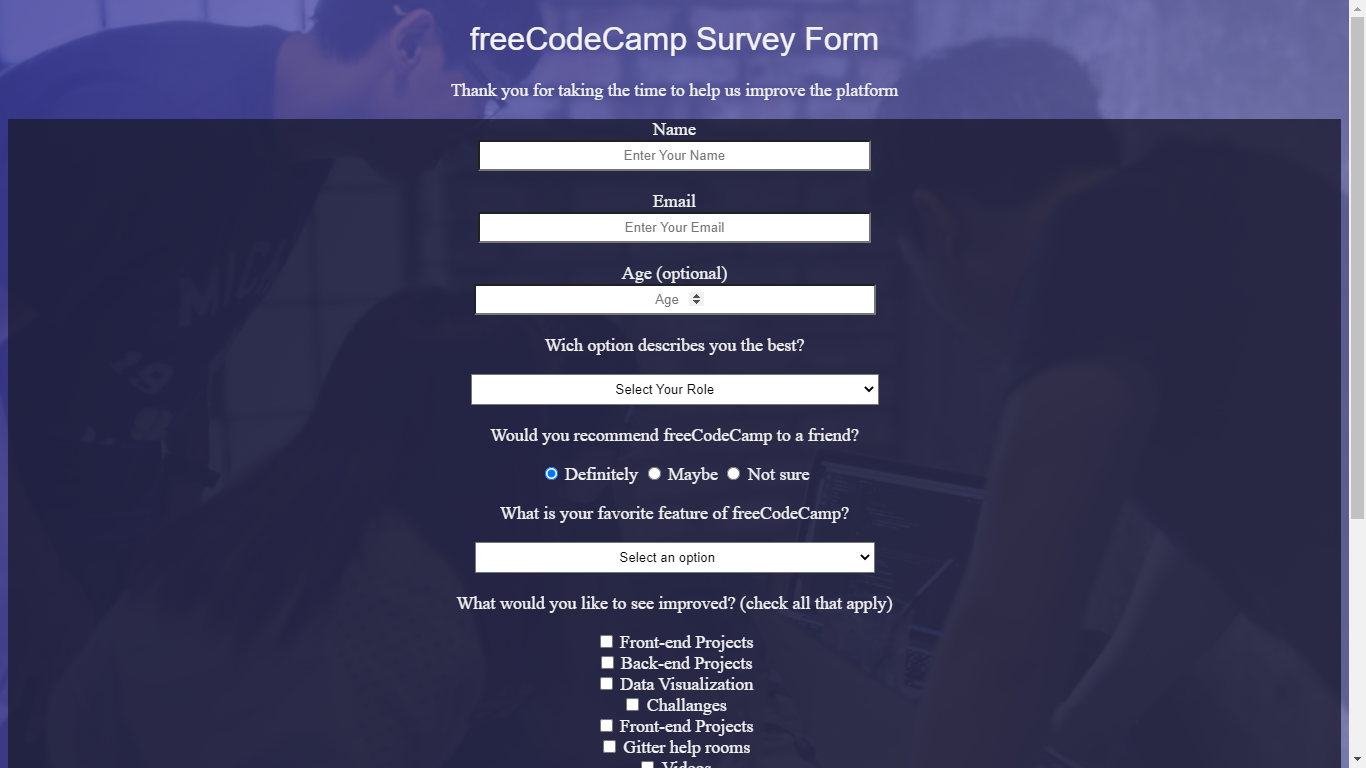 freeCodeCamp Survey Form
Thank you for taking the time to help us improve the platform
Name
Enter Your Name
Email
Enter Your Email
Age (optional)
Age
Wich option describes you the best?
Select Your Role
Would you recommend freeCodeCamp to a friend?
Definitely Maybe Not sure
What is your favorite feature of freeCodeCamp?
Select an option
What would you like to see improved? (check all that apply)
Front-end Projects
Back-end Projects
Data Visualization
Challanges
Front-end Projects
Gitter help rooms
Videos